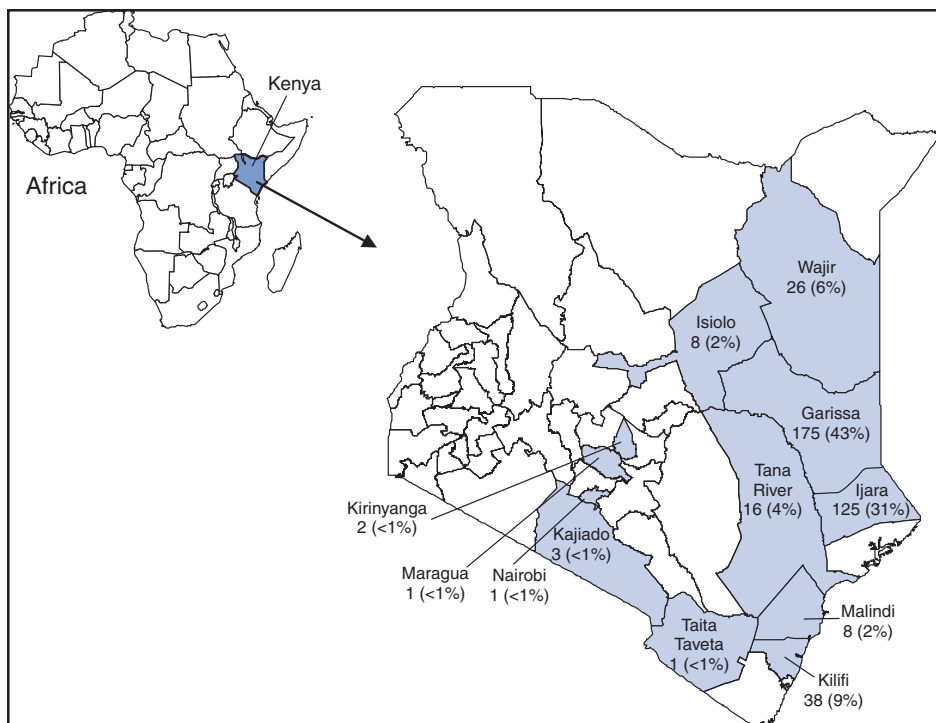 Kenya
Africa
Wajir
26 (6%)
Isiolo
8 (2%)
Garissa
175 (43%)
Tana
River
16 (4%)
Ijara
125 (31%)
Kirinyanga
2 (<1%)
Kajiado
3 (<1%)
Maragua
1 (<1%)
Nairobi
1 (<1%)
Malindi
8 (2%)
Taita
Taveta
1 (<1%)
Kilifi
38 (9%)